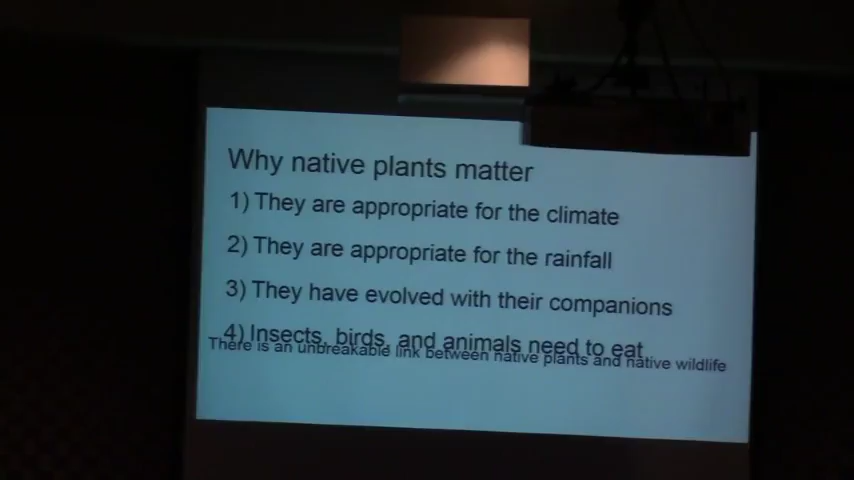 Why native plants matter
1) They are appropriate for the climate
2) They are appropriate for the rainfall
3) They have evolved with their companions
4) Insects, birds, and animals need to eat
There is an unbreakable link between native plants and native wildlife